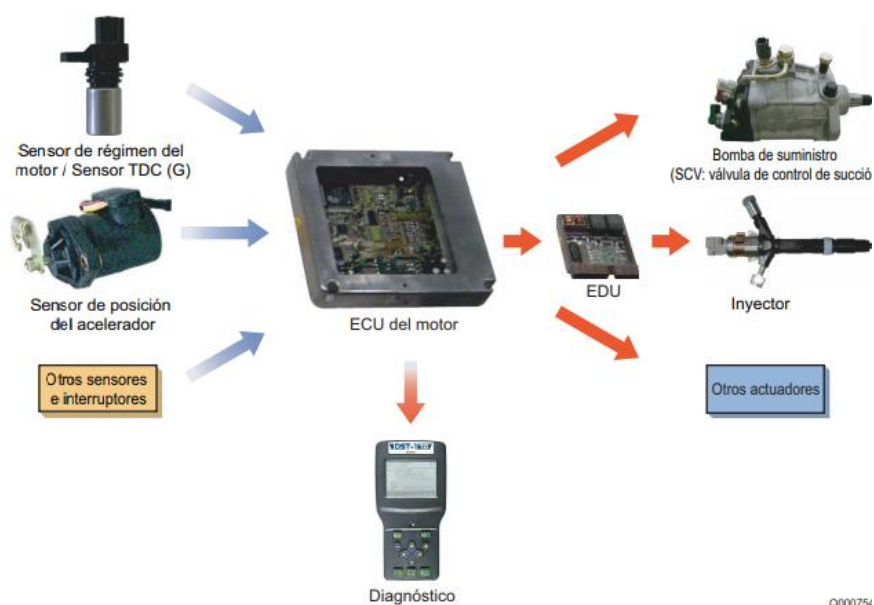 Sensor de régimen del
motor / Sensor TDC (G)
Sensor de posición
del acelerador
Otros sensores
e interruptores
ECU del motor
EDU
Bomba de suministro
(SCV: válvula de control de succió
Inyector
Otros actuadores
DST-1
Diagnóstico
Q000754